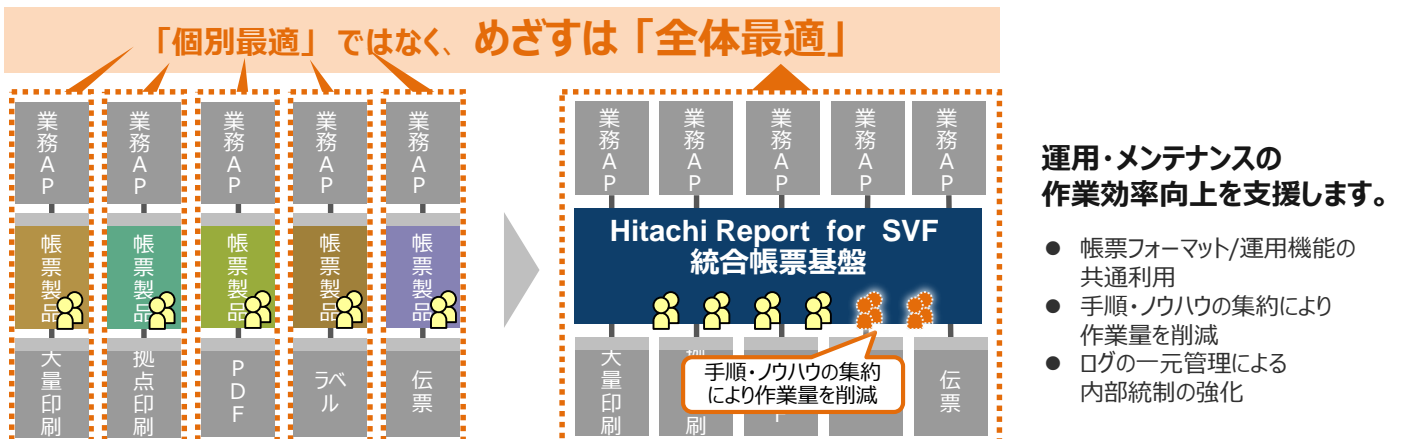 「個別最適」ではなく、めざすは「全体最適」
業務AP
業務AP
業務AP
業務AP
業務AP
帳票製品
帳票製品
帳票製品
帳票製品
帳票製品
大量印刷
拠点印刷
PDF
ラベル
伝票
業務AP
業務AP
業務AP
業務AP
業務AP
Hitachi Report for SVF
統合帳票基盤
大量印刷
刷
伝票
手順・ノウハウの集約
により作業量を削減
運用・メンテナンスの
作業効率向上を支援します。
● 帳票フォーマット/運用機能の
共通利用
● 手順・ノウハウの集約により
作業量を削減
● ログの一元管理による
内部統制の強化